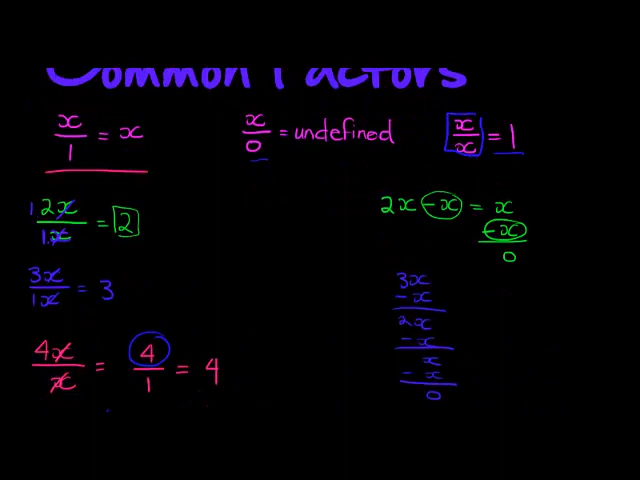 Common Factors
x/1 = x
x/0 = undefined
x/x = 1
1 2x/1x = 2
2x - x = x
- x
0
3x/1x = 3
3x
- x
2x
- x
x
- x
0
4x/x = 4/1 = 4